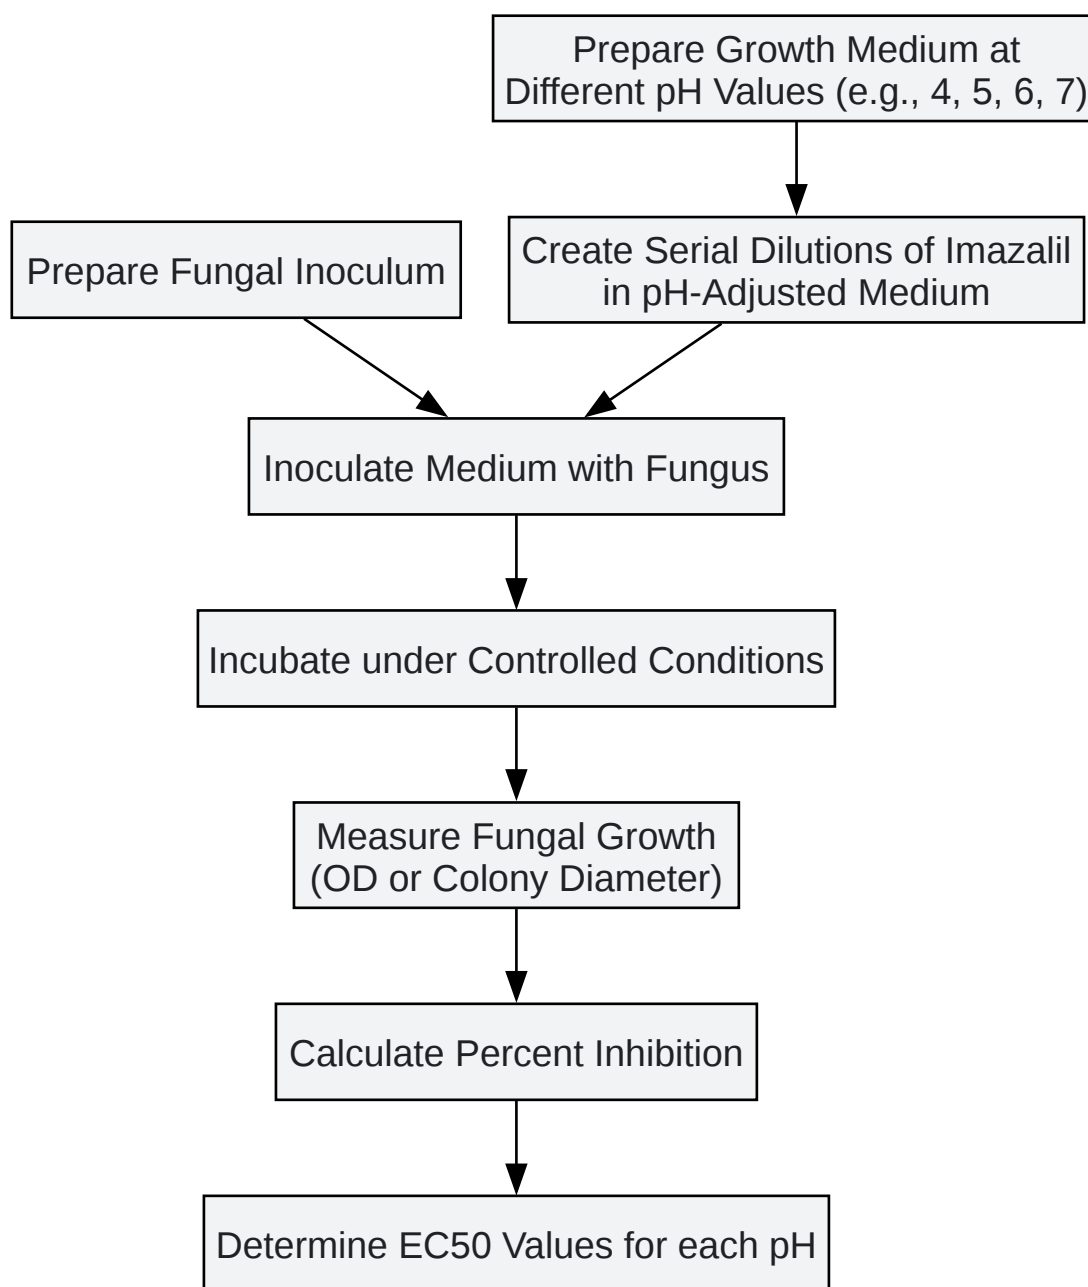 Prepare Growth Medium at
Different pH Values (e.g., 4, 5, 6, 7)
Prepare Fungal Inoculum
Create Serial Dilutions of Imazalil
in pH-Adjusted Medium
Inoculate Medium with Fungus
Incubate under Controlled Conditions
Measure Fungal Growth
(OD or Colony Diameter)
Calculate Percent Inhibition
Determine EC50 Values for each pH